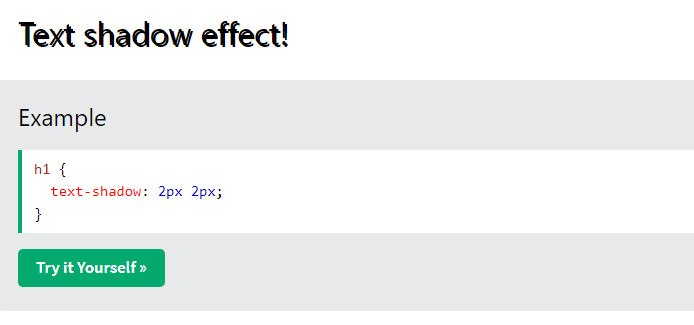 Text shadow effect!
Example
h1 {
  text-shadow: 2px 2px;
}
Try it Yourself »